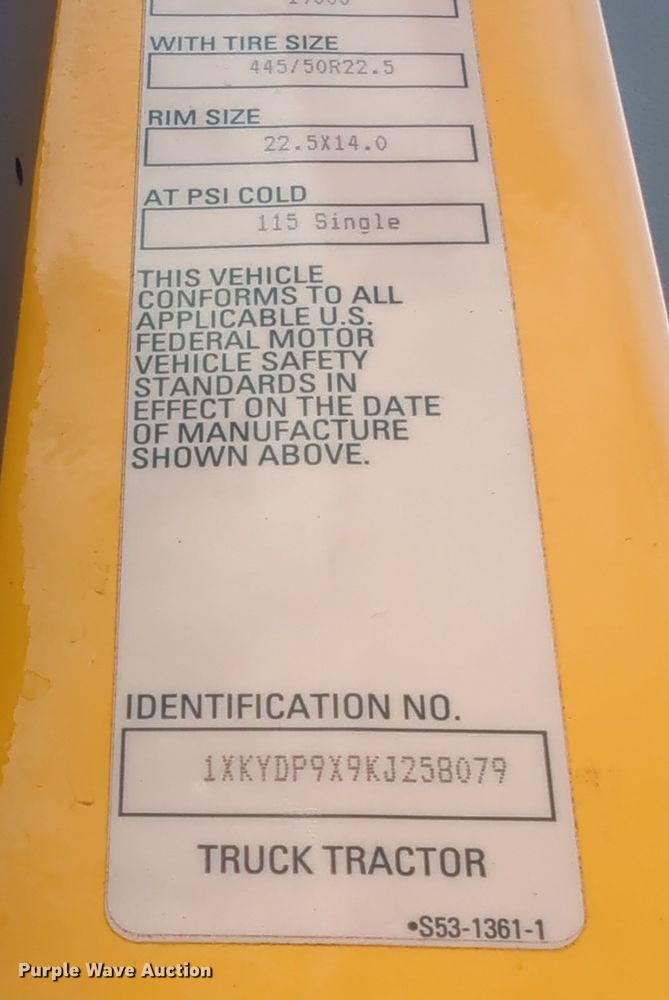 WITH TIRE SIZE
445/50R22.5
RIM SIZE
22.5X14.0
AT PSI COLD
115 Single
THIS VEHICLE
CONFORMS TO ALL
APPLICABLE U.S.
FEDERAL MOTOR
VEHICLE SAFETY
STANDARDS IN
EFFECT ON THE DATE
OF MANUFACTURE
SHOWN ABOVE.
IDENTIFICATION NO.
1XKYDP9X9KJ258079
TRUCK TRACTOR
•S53-1361-1
Purple Wave Auction